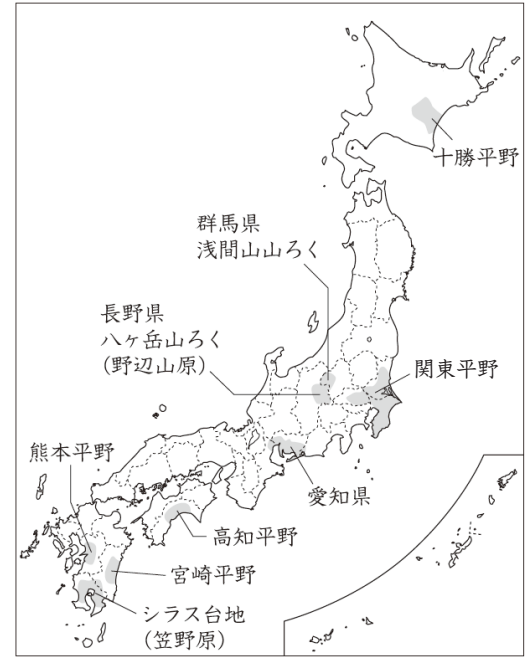 十勝平野
群馬県
浅間山山ろく
長野県
八ヶ岳山ろく
(野辺山原)
関東平野
熊本平野
愛知県
高知平野
宮崎平野
シラス台地
(笠野原)